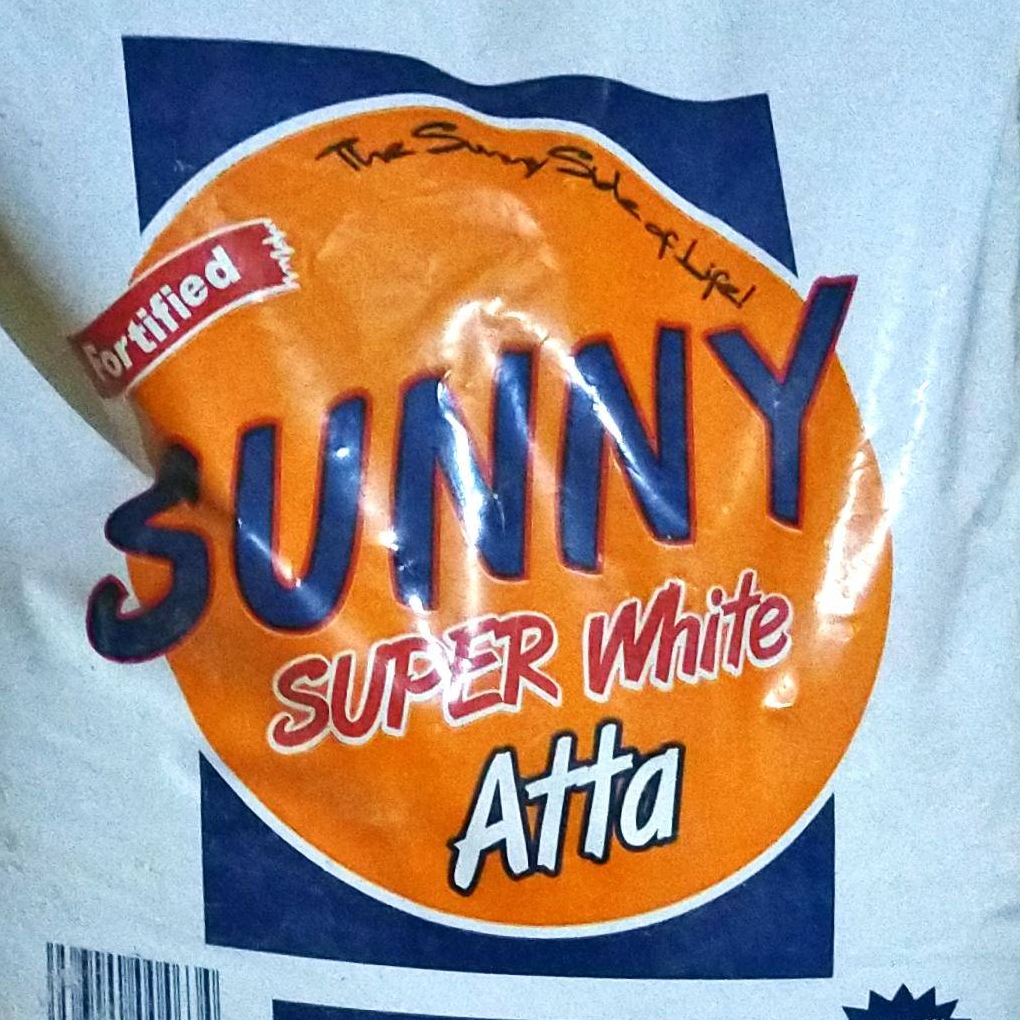 The Sunny Side of Life!
Fortified
SUNNY
SUPER White
Atta